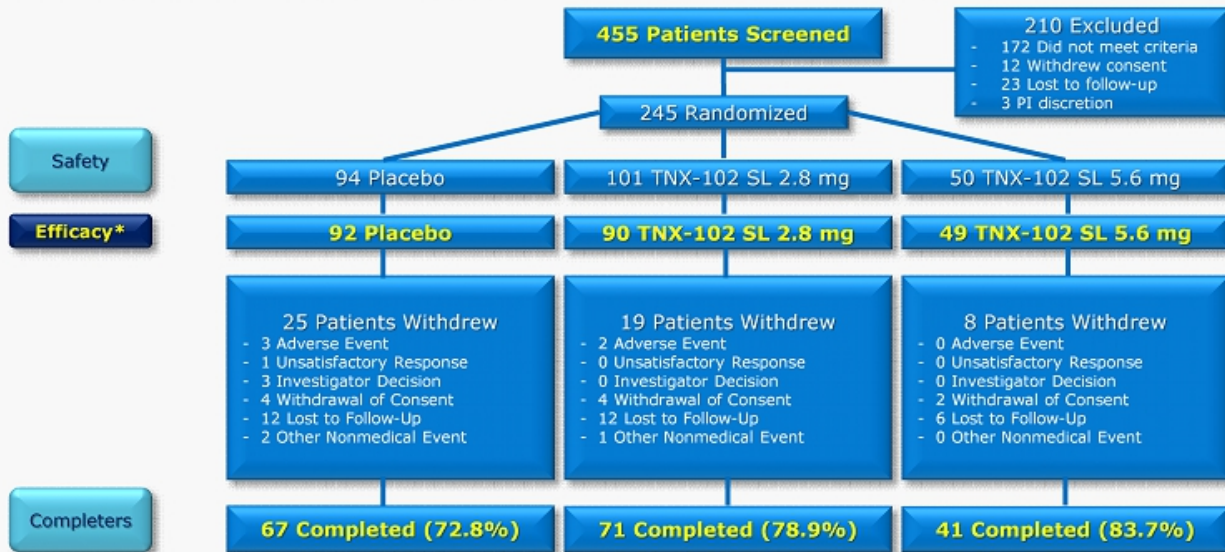 455 Patients Screened
210 Excluded
- 172 Did not meet criteria
- 12 Withdrew consent
- 23 Lost to follow-up
- 3 PI discretion
245 Randomized
Safety
94 Placebo
101 TNX-102 SL 2.8 mg
50 TNX-102 SL 5.6 mg
Efficacy*
92 Placebo
90 TNX-102 SL 2.8 mg
49 TNX-102 SL 5.6 mg
25 Patients Withdrew
- 3 Adverse Event
- 1 Unsatisfactory Response
- 3 Investigator Decision
- 4 Withdrawal of Consent
- 12 Lost to Follow-Up
- 2 Other Nonmedical Event
19 Patients Withdrew
- 2 Adverse Event
- 0 Unsatisfactory Response
- 0 Investigator Decision
- 4 Withdrawal of Consent
- 12 Lost to Follow-Up
- 1 Other Nonmedical Event
8 Patients Withdrew
- 0 Adverse Event
- 0 Unsatisfactory Response
- 0 Investigator Decision
- 2 Withdrawal of Consent
- 6 Lost to Follow-Up
- 0 Other Nonmedical Event
Completers
67 Completed (72.8%)
71 Completed (78.9%)
41 Completed (83.7%)